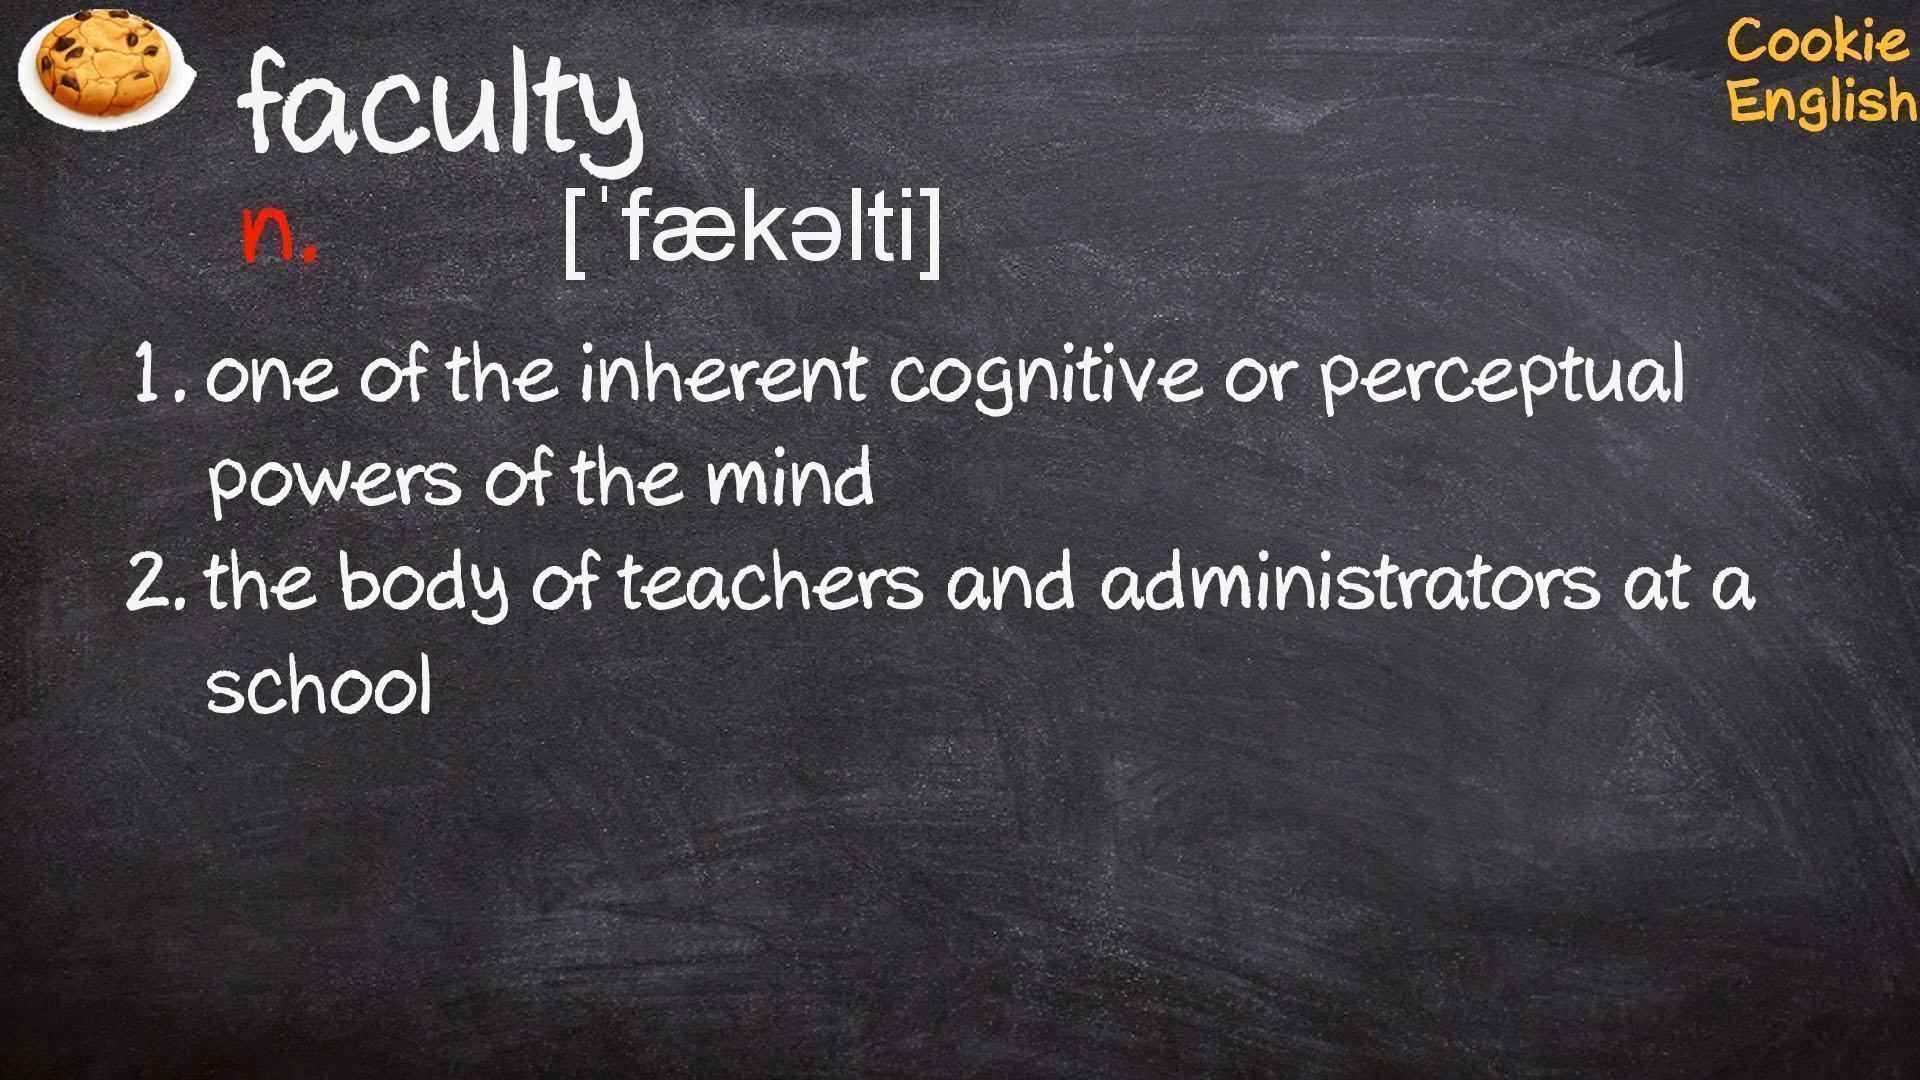 faculty
Cookie
English
n. [ˈfækəlti]
1. one of the inherent cognitive or perceptual
powers of the mind
2. the body of teachers and administrators at a
school